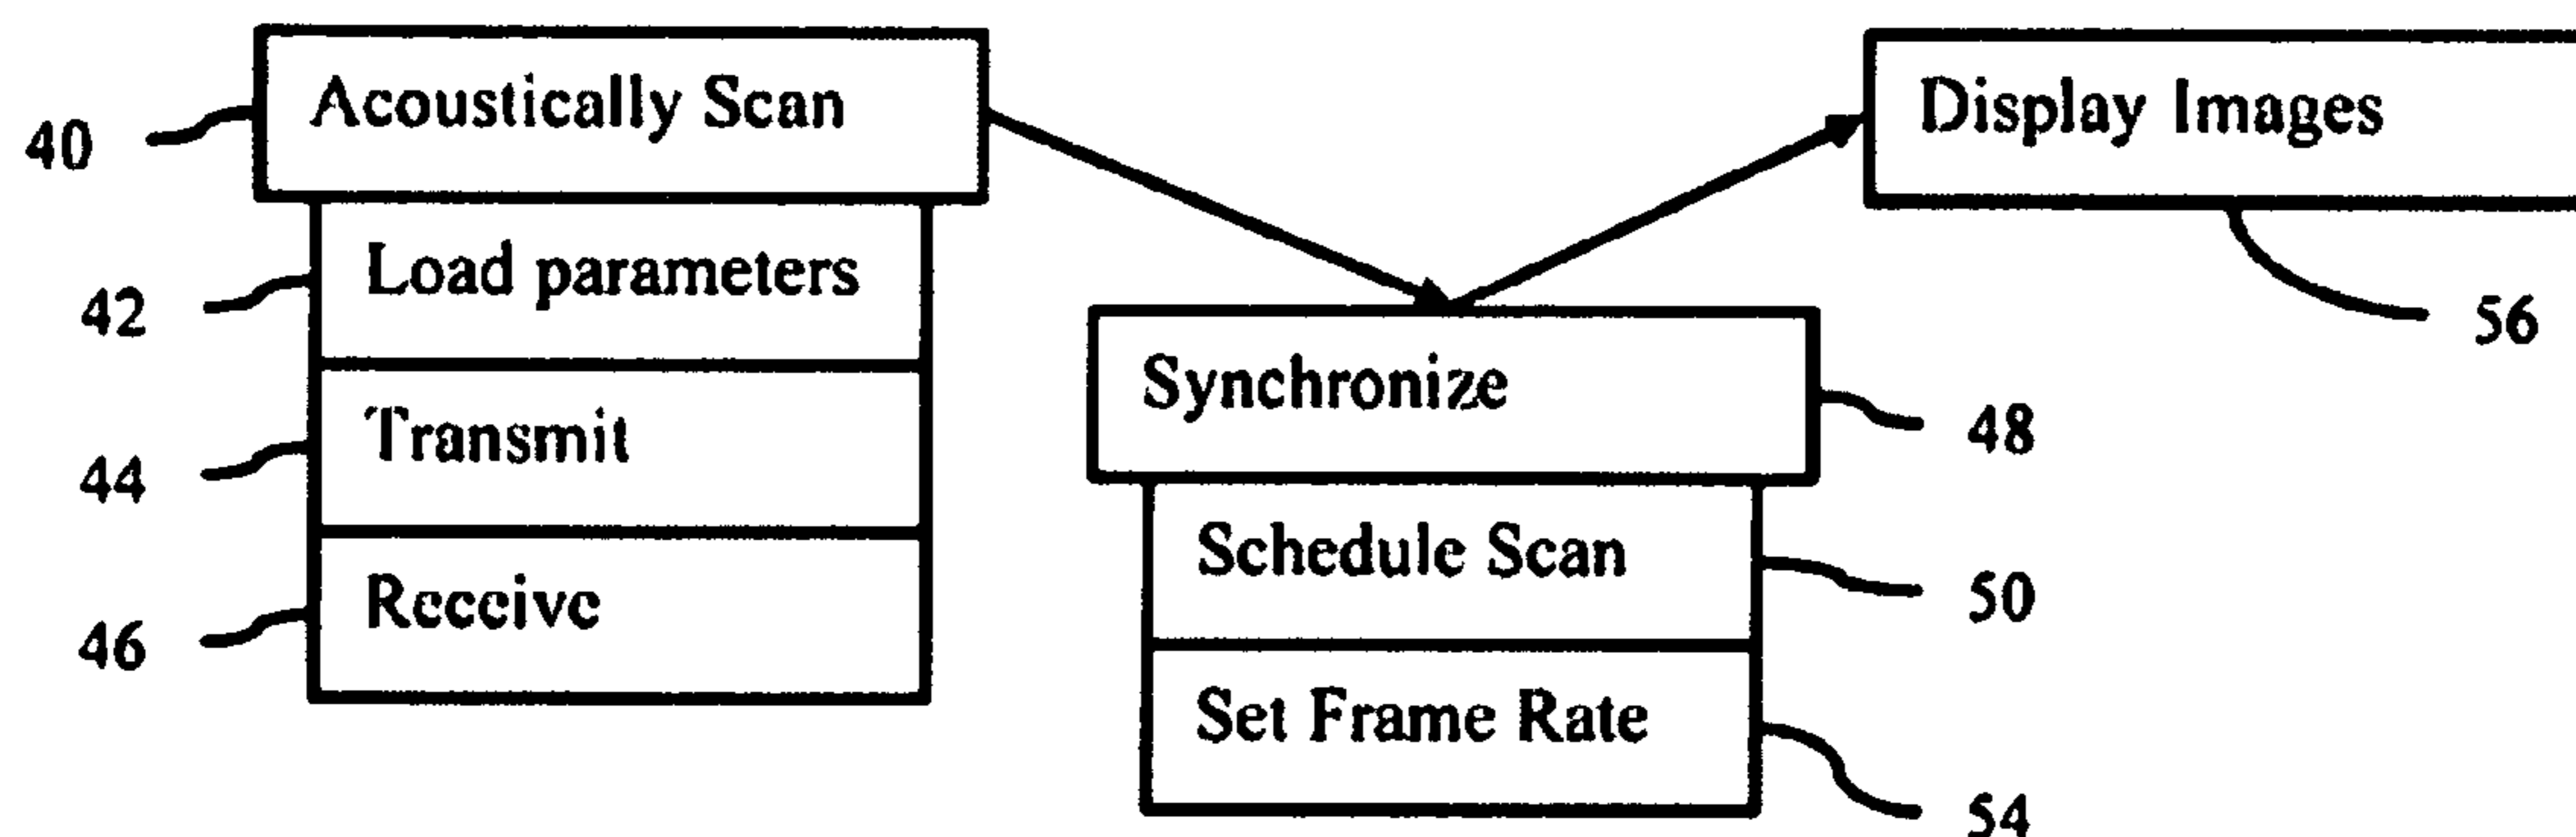 40 Acoustically Scan
42 Load parameters
44 Transmit
46 Receive
Synchronize 48
Schedule Scan 50
Set Frame Rate 54
Display Images
56